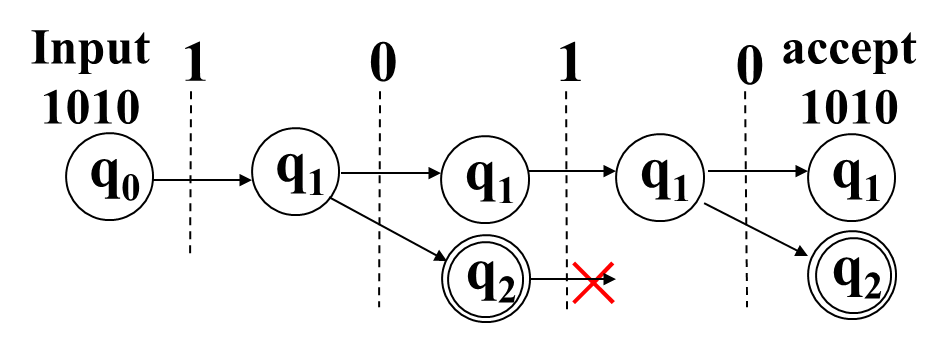 Input 1 0 1 0 accept
1010 1010
q0 q1 q1 q1 q1
q2 q2